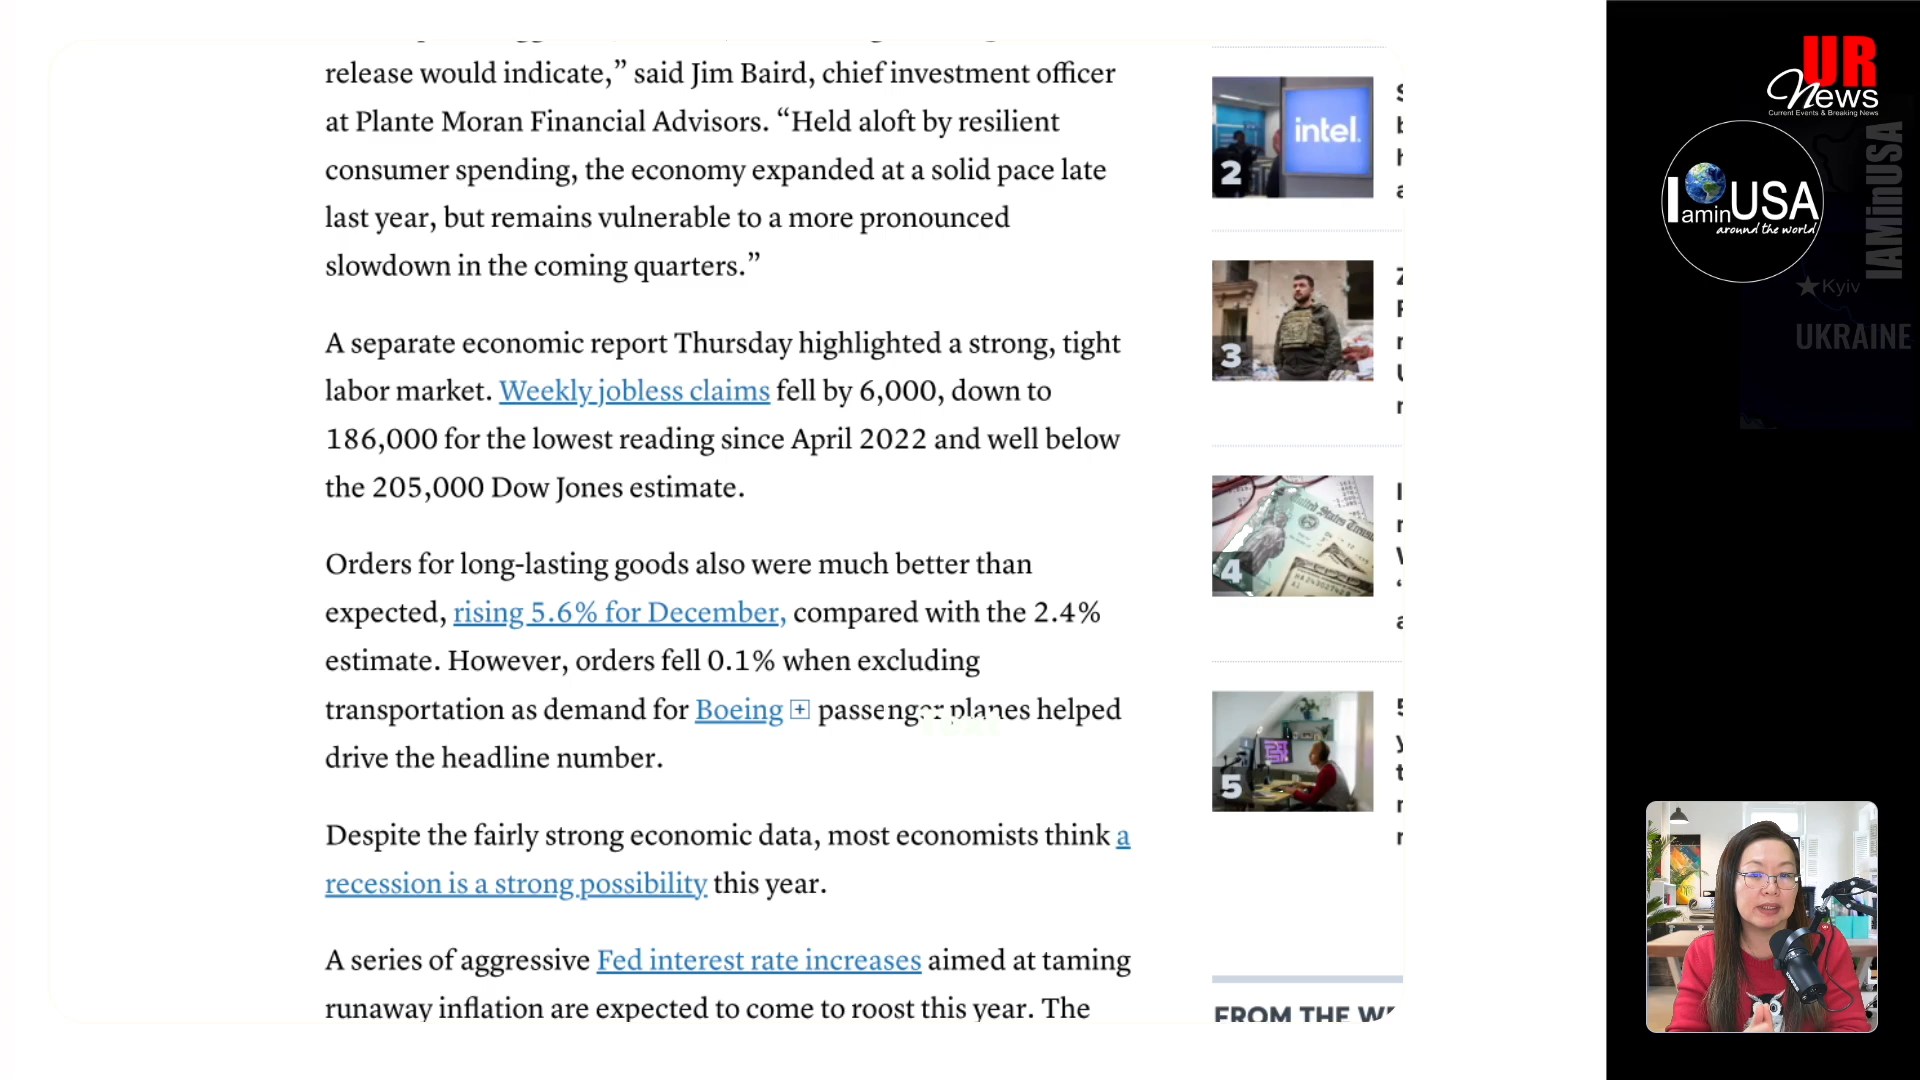 release would indicate,” said Jim Baird, chief investment officer
at Plante Moran Financial Advisors. “Held aloft by resilient
consumer spending, the economy expanded at a solid pace late
last year, but remains vulnerable to a more pronounced
slowdown in the coming quarters.”
A separate economic report Thursday highlighted a strong, tight
labor market. Weekly jobless claims fell by 6,000, down to
186,000 for the lowest reading since April 2022 and well below
the 205,000 Dow Jones estimate.
Orders for long-lasting goods also were much better than
expected, rising 5.6% for December, compared with the 2.4%
estimate. However, orders fell 0.1% when excluding
transportation as demand for Boeing + passenger planes helped
drive the headline number.
Despite the fairly strong economic data, most economists think a
recession is a strong possibility this year.
A series of aggressive Fed interest rate increases aimed at taming
runaway inflation are expected to come to roost this year. The
intel.
2
3
United States Treas
4
5
FROM THE
UR
News
Current Events & Breaking News
IaminUSA
around the world
IAMinUSA
Kyiv
UKRAINE